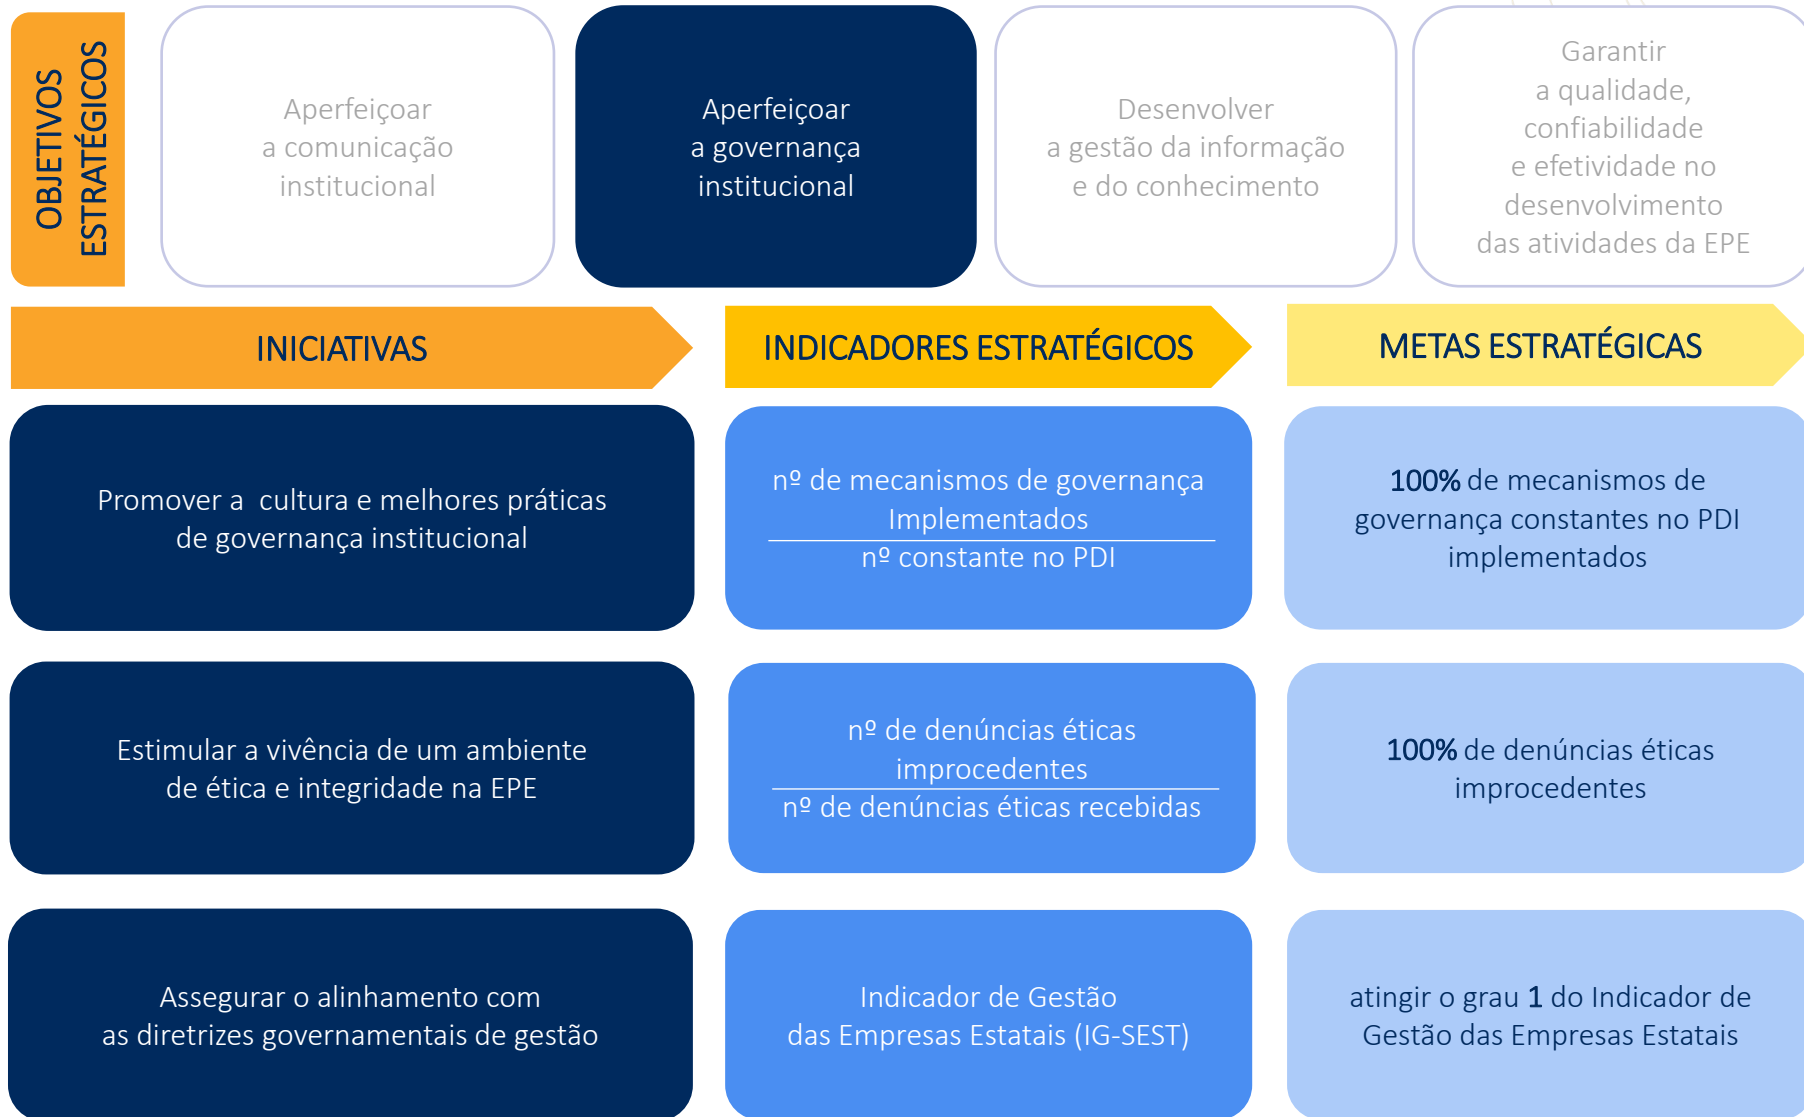 OBJETIVOS
ESTRATÉGICOS
Aperfeiçoar
a comunicação
institucional
Aperfeiçoar
a governança
institucional
Desenvolver
a gestão da informação
e do conhecimento
Garantir
a qualidade,
confiabilidade
e efetividade no
desenvolvimento
das atividades da EPE
INICIATIVAS
INDICADORES ESTRATÉGICOS
METAS ESTRATÉGICAS
Promover a cultura e melhores práticas
de governança institucional
nº de mecanismos de governança
Implementados
nº constante no PDI
100% de mecanismos de
governança constantes no PDI
implementados
Estimular a vivência de um ambiente
de ética e integridade na EPE
nº de denúncias éticas
improcedentes
nº de denúncias éticas recebidas
100% de denúncias éticas
improcedentes
Assegurar o alinhamento com
as diretrizes governamentais de gestão
Indicador de Gestão
das Empresas Estatais (IG-SEST)
atingir o grau 1 do Indicador de
Gestão das Empresas Estatais